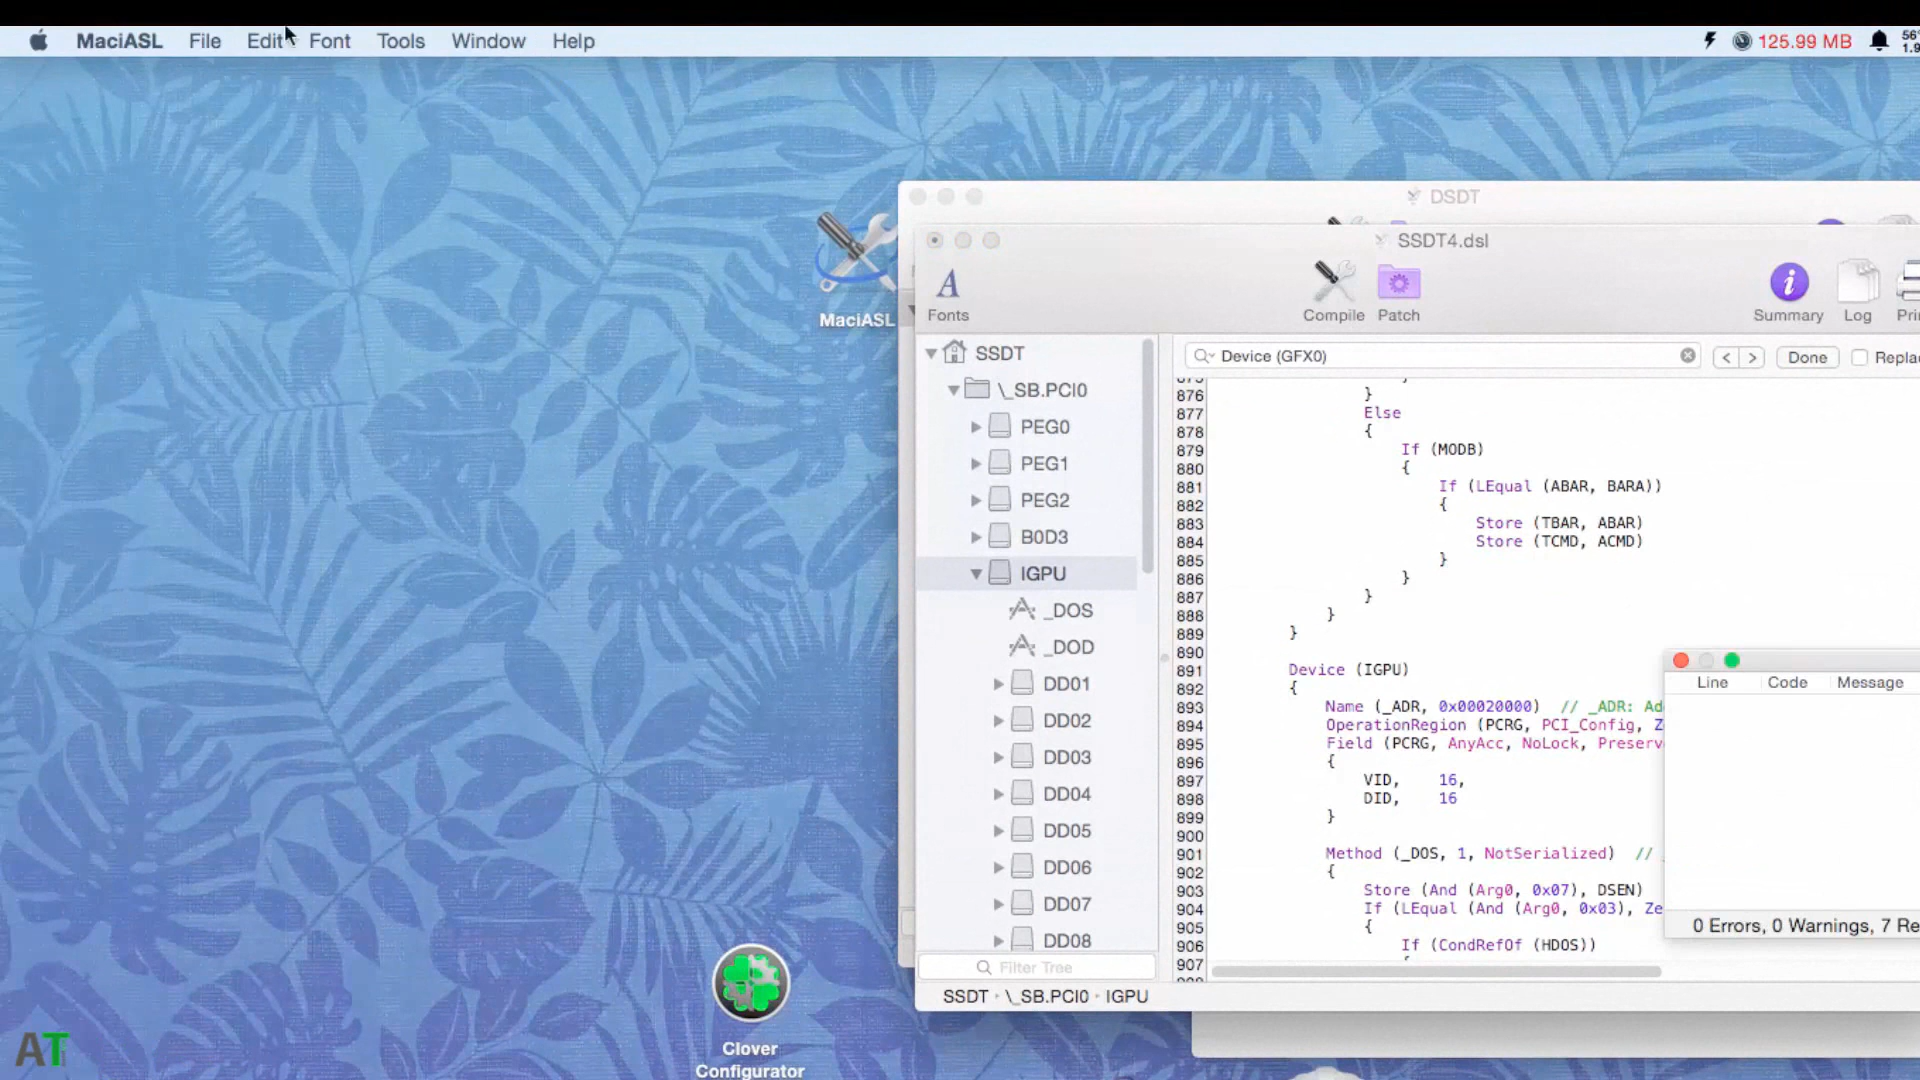 MaciASL File Edit Font Tools Window Help
125.99 MB 56°
1.9
DSDT
SSDT4.dsl
MaciASL
Fonts Compile Patch Summary Log
SSDT
\_SB.PCI0
PEG0
PEG1
PEG2
B0D3
IGPU
_DOS
_DOD
DD01
DD02
DD03
DD04
DD05
DD06
DD07
DD08
Filter Tree
SSDT \_SB.PCI0 IGPU
Device (GFX0) < > Done
876 }
877 Else
878 {
879 If (MODB)
880 {
881 If (LEqual (ABAR, BARA))
882 {
883 Store (TBAR, ABAR)
884 Store (TCMD, ACMD)
885 }
886 }
887 }
888 }
889 }
890
891 Device (IGPU)
892 {
893 Name (_ADR, 0x00020000) // _ADR:
894 OperationRegion (PCRG, PCI_Config,
895 Field (PCRG, AnyAcc, NoLock,
896 {
897 VID, 16,
898 DID, 16
899 }
900
901 Method (_DOS, 1, NotSerialized) //
902 {
903 Store (And (Arg0, 0x07), DSEN)
904 If (LEqual (And (Arg0, 0x03),
905 {
906 If (CondRefOf (HDOS))
907
Line Code Message
0 Errors, 0 Warnings, 7
Clover
Configurator
AT